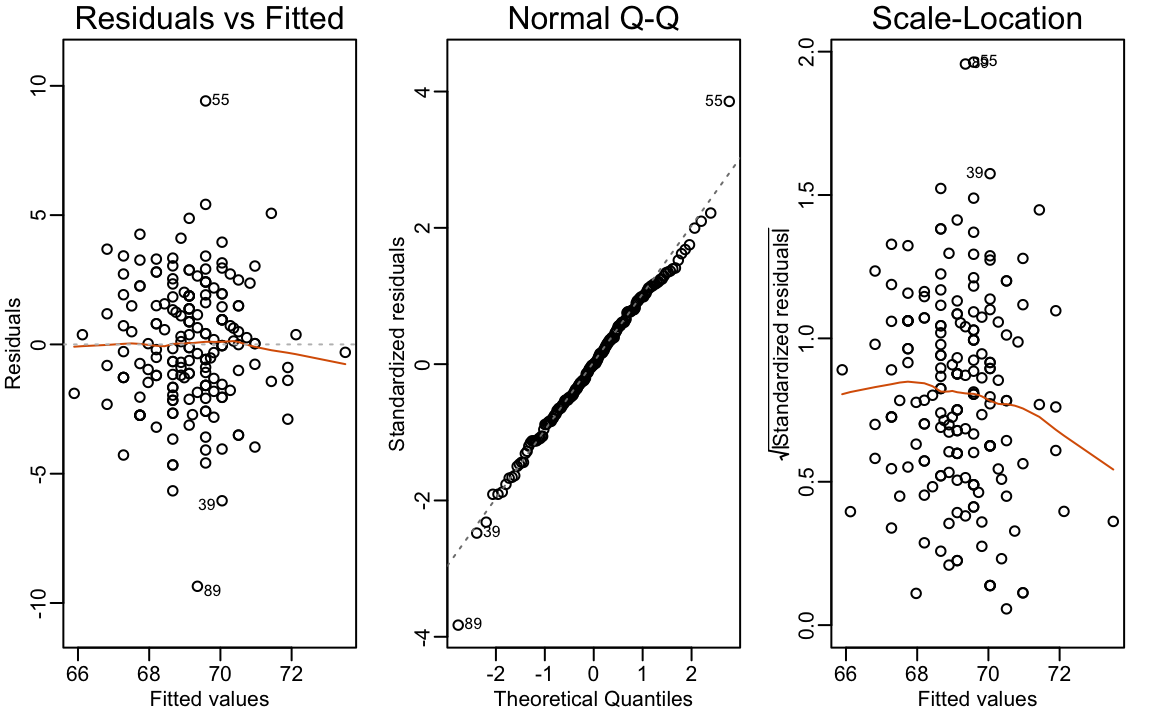 Residuals vs Fitted
Residuals
10
5
0
-5
-10
55
39
89
66 68 70 72
Fitted values
Normal Q-Q
Standardized residuals
4
2
0
-2
-4
55
39
89
-2 -1 0 1 2
Theoretical Quantiles
Scale-Location
√|Standardized residuals|
2.0
1.5
1.0
0.5
0.0
55
39
66 68 70 72
Fitted values